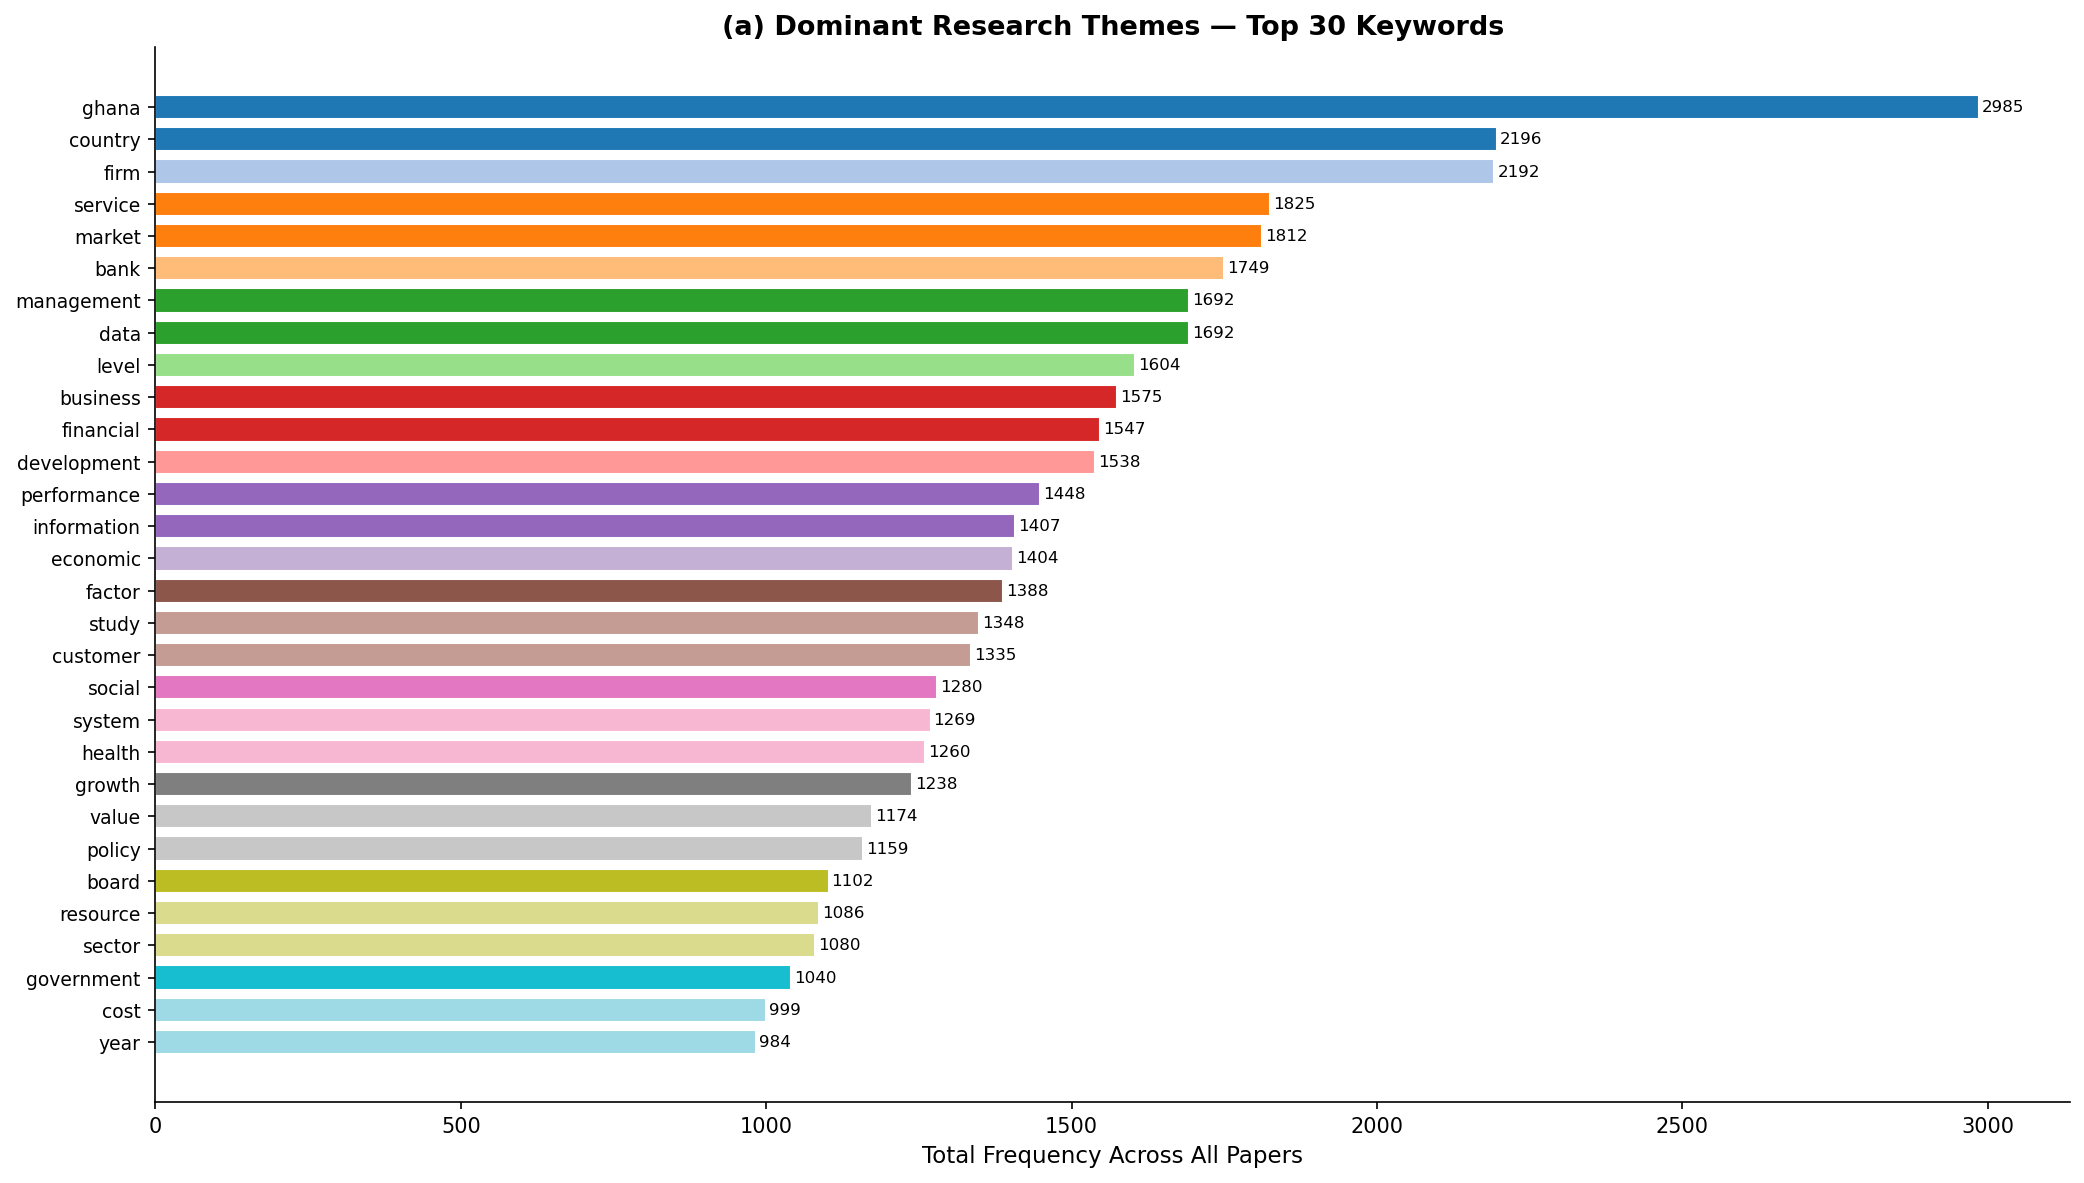 (a) Dominant Research Themes — Top 30 Keywords
ghana 2985
country 2196
firm 2192
service 1825
market 1812
bank 1749
management 1692
data 1692
level 1604
business 1575
financial 1547
development 1538
performance 1448
information 1407
economic 1404
factor 1388
study 1348
customer 1335
social 1280
system 1269
health 1260
growth 1238
value 1174
policy 1159
board 1102
resource 1086
sector 1080
government 1040
cost 999
year 984
0 500 1000 1500 2000 2500 3000
Total Frequency Across All Papers